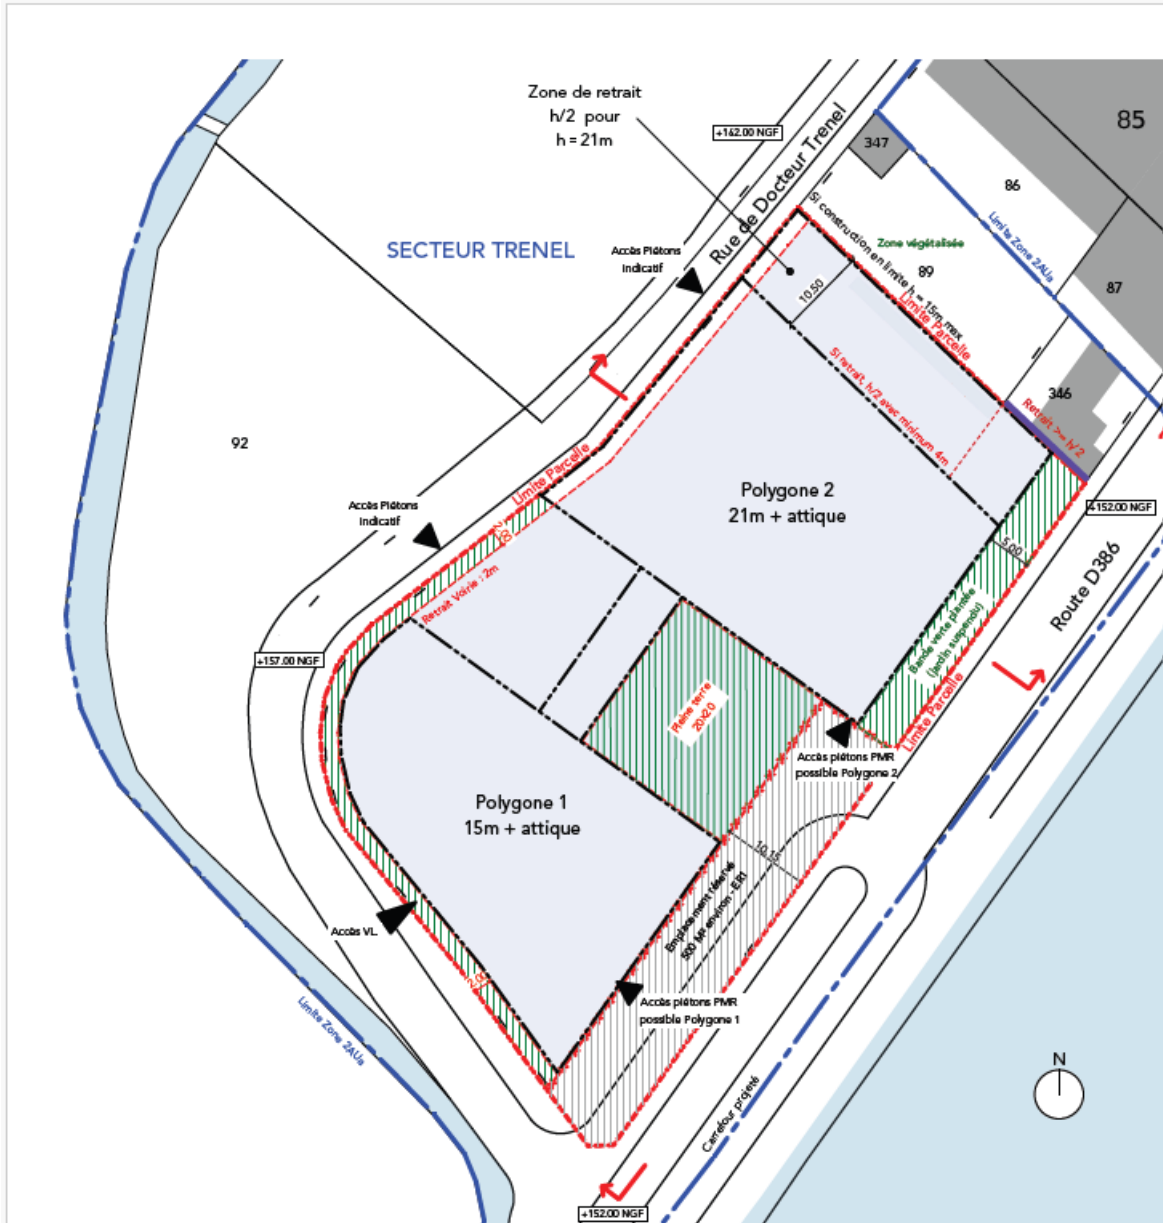 Zone de retrait
h/2 pour
h = 21m
+162.00 NGF
Rue de Docteur Trenel
85
347
86
SECTEUR TRENEL
Accès Piétons
Indicatif
Si construction en limite h = 15m max
Zone végétalisée
89
Limite Zone 2AUa
87
10.50
Limite Parcelle
Si retrait, h/2 avec minimum 4m
346
Retrait >= h/2
92
Limite Parcelle
Accès Piétons
Indicatif
Polygone 2
21m + attique
+152.00 NGF
5.00
Route D386
Retrait Voirie : 2m
Bande verte plantée
(jardin suspendu)
+157.00 NGF
Limite Parcelle
Pleine terre
20x20
Accès piétons PMR
possible Polygone 2
Polygone 1
15m + attique
10.15
Emplacement réservé
500 M² environ - ER1
Accès VL
Accès piétons PMR
possible Polygone 1
Limite Zone 2AUa
N
Carrefour projeté
+152.00 NGF